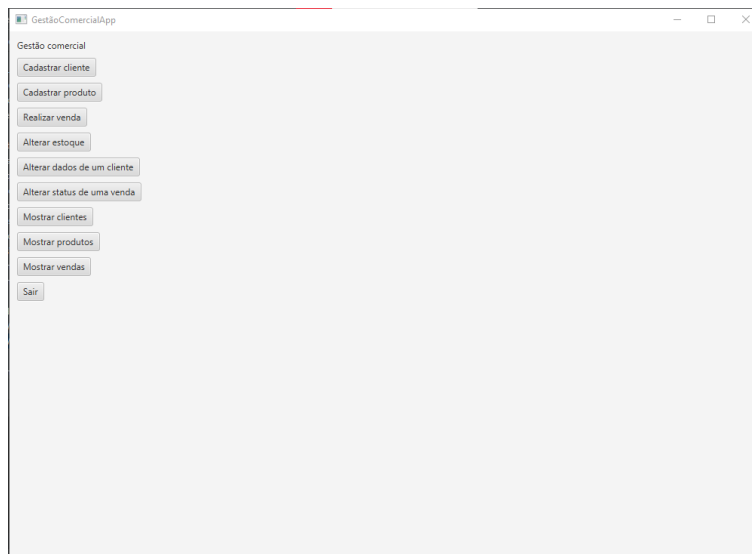 GestãoComercialApp
Gestão comercial
Cadastrar cliente
Cadastrar produto
Realizar venda
Alterar estoque
Alterar dados de um cliente
Alterar status de uma venda
Mostrar clientes
Mostrar produtos
Mostrar vendas
Sair